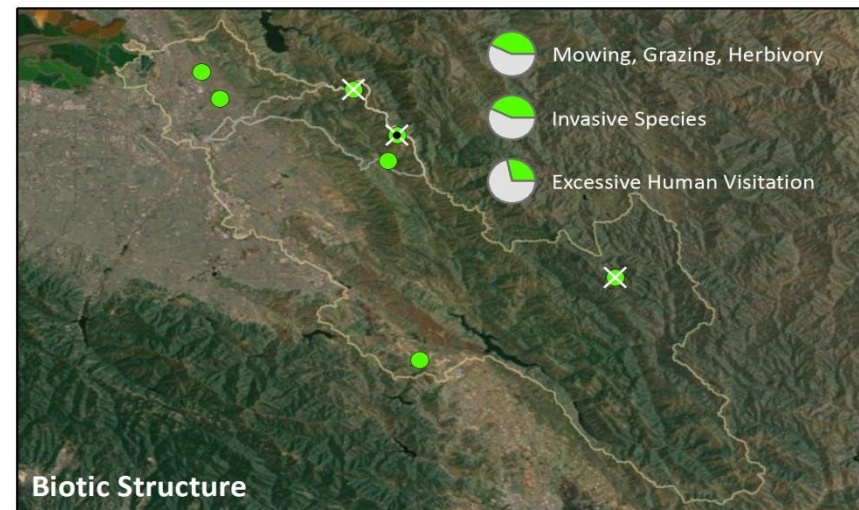 Mowing, Grazing, Herbivory
Invasive Species
Excessive Human Visitation
Biotic Structure